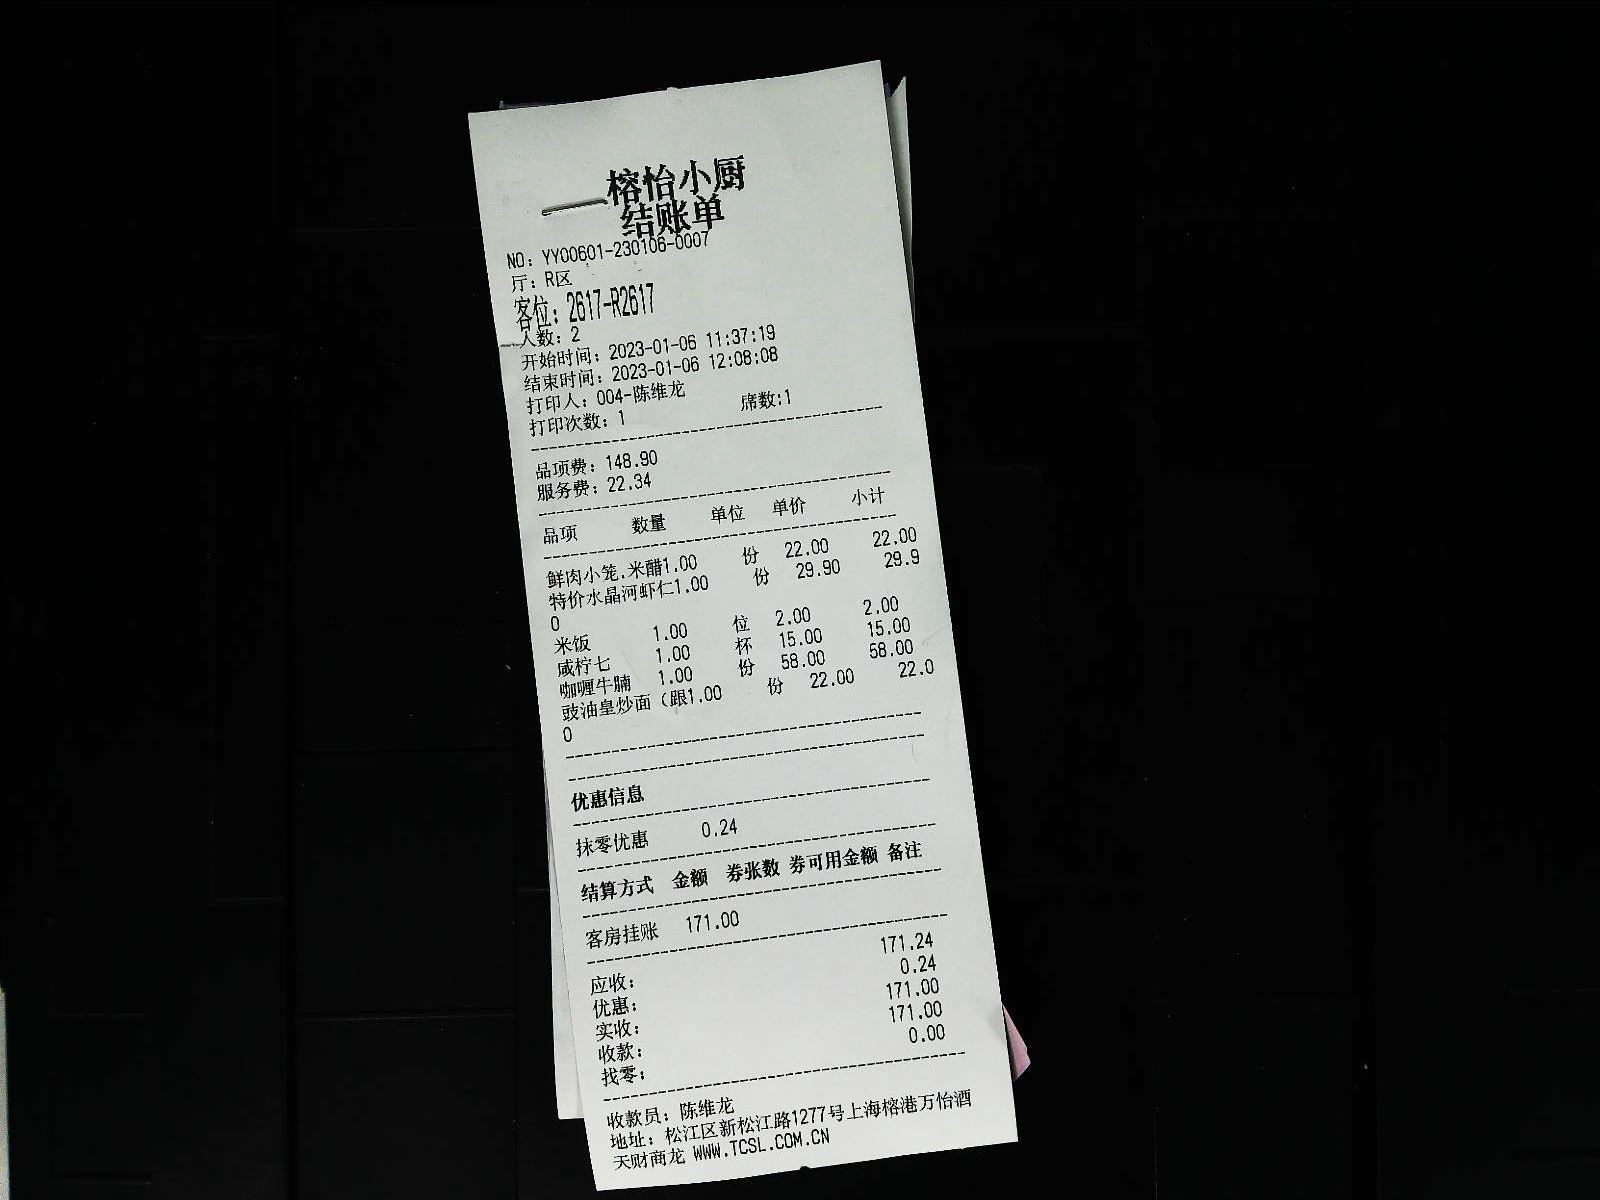 榕怡小厨
结账单
NO: YY00601-230106-0007
厅: R区
客位: 2617-R2617
人数: 2
开始时间: 2023-01-06 11:37:19
结束时间: 2023-01-06 12:08:08
打印人: 004-陈维龙
打印次数: 1 席数:1
品项费: 148.90
服务费: 22.34
品项 数量 单位 单价 小计
鲜肉小笼.米醋1.00 份 22.00 22.00
特价水晶河虾仁1.00 份 29.90 29.9
0
米饭 1.00 位 2.00 2.00
咸柠七 1.00 杯 15.00 15.00
咖喱牛腩 1.00 份 58.00 58.00
豉油皇炒面（跟1.00 份 22.00 22.0
0
优惠信息
抹零优惠 0.24
结算方式 金额 券张数 券可用金额 备注
客房挂账 171.00
应收: 171.24
优惠: 0.24
实收: 171.00
收款: 171.00
找零: 0.00
收款员: 陈维龙
地址: 松江区新松江路1277号上海榕港万怡酒
天财商龙 WWW.TCSL.COM.CN